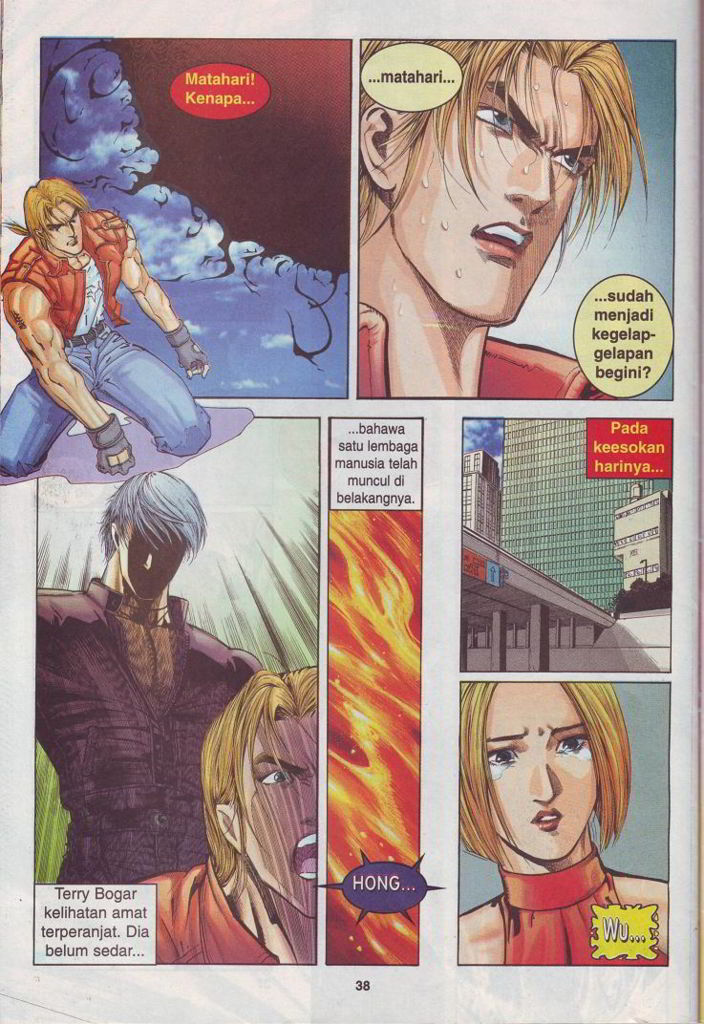 Matahari!
Kenapa...
...matahari...
...sudah
menjadi
kegelap-
gelapan
begini?
Terry Bogar
kelihatan amat
terperanjat. Dia
belum sedar...
...bahawa
satu lembaga
manusia telah
muncul di
belakangnya.
HONG...
Pada
keesokan
harinya...
WU...
38